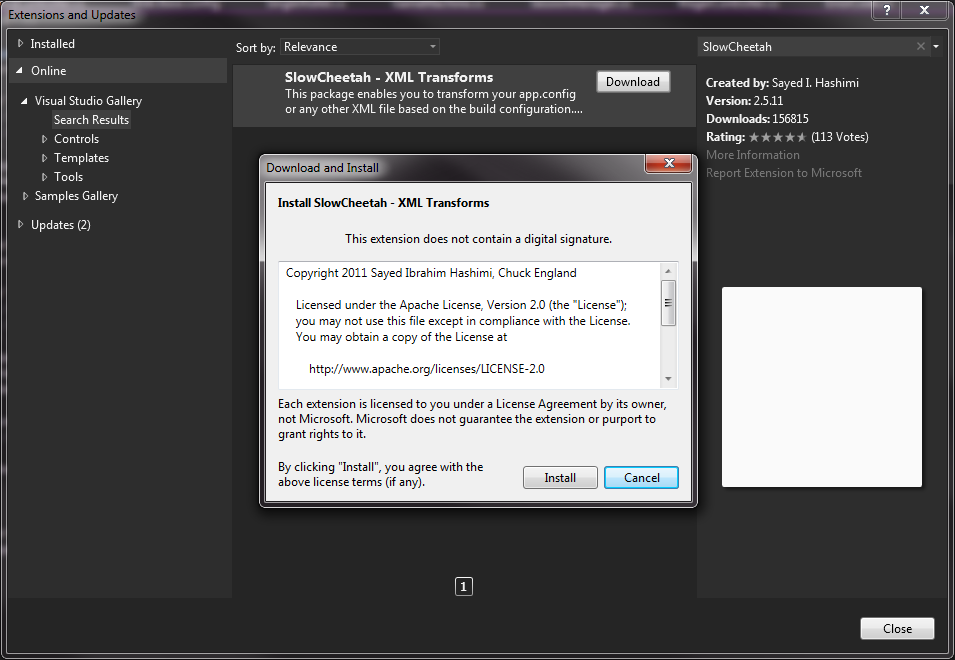 Extensions and Updates
?
Installed
Online
Visual Studio Gallery
Search Results
Controls
Templates
Tools
Samples Gallery
Updates (2)
Sort by: Relevance
SlowCheetah - XML Transforms
This package enables you to transform your app.config
or any other XML file based on the build configuration....
Download
SlowCheetah
Created by: Sayed I. Hashimi
Version: 2.5.11
Downloads: 156815
Rating: (113 Votes)
More Information
Report Extension to Microsoft
Download and Install
Install SlowCheetah - XML Transforms
This extension does not contain a digital signature.
Copyright 2011 Sayed Ibrahim Hashimi, Chuck England
Licensed under the Apache License, Version 2.0 (the "License");
you may not use this file except in compliance with the License.
You may obtain a copy of the License at
http://www.apache.org/licenses/LICENSE-2.0
Each extension is licensed to you under a License Agreement by its owner,
not Microsoft. Microsoft does not guarantee the extension or purport to
grant rights to it.
By clicking "Install", you agree with the
above license terms (if any).
Install
Cancel
1
Close